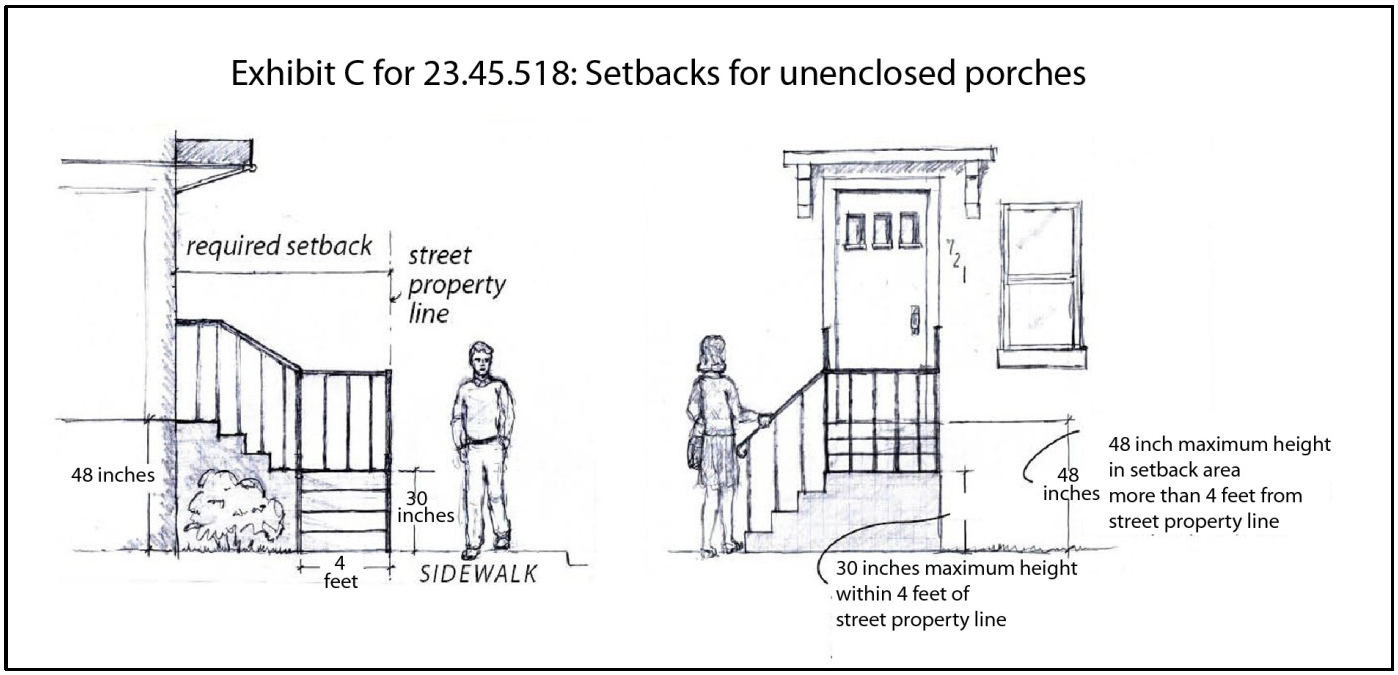 Exhibit C for 23.45.518: Setbacks for unenclosed porches
required setback
street
property
line
48 inches
30
inches
4
feet
SIDEWALK
721
48
inches
48 inch maximum height
in setback area
more than 4 feet from
street property line
30 inches maximum height
within 4 feet of
street property line